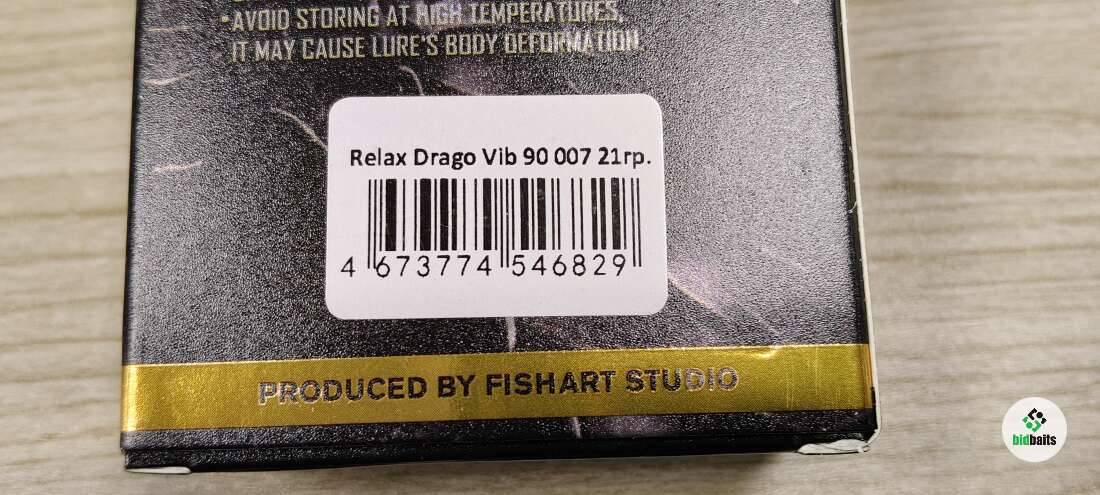 •AVOID STORING AT HIGH TEMPERATURES,
IT MAY CAUSE LURE'S BODY DEFORMATION.
Relax Drago Vib 90 007 21гр.
4 673774 546829
PRODUCED BY FISHART STUDIO
bidbaits